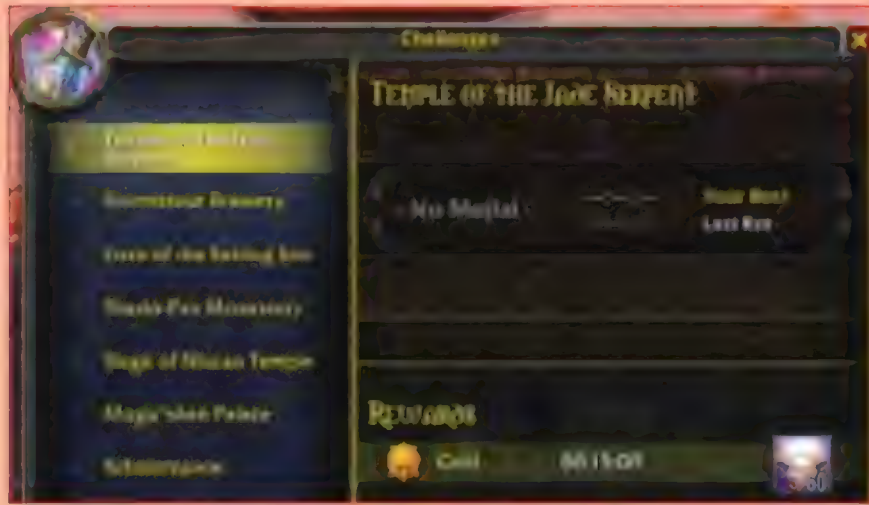 Challenges
Temple of the Jade Serpent
Stormstout Brewery
Gate of the Setting Sun
Shado-Pan Monastery
Siege of Niuzao Temple
Mogu'shan Palace
Scholomance
TEMPLE OF THE JADE SERPENT
No Medal
Your Best
Last Run
REWARDS
Gold